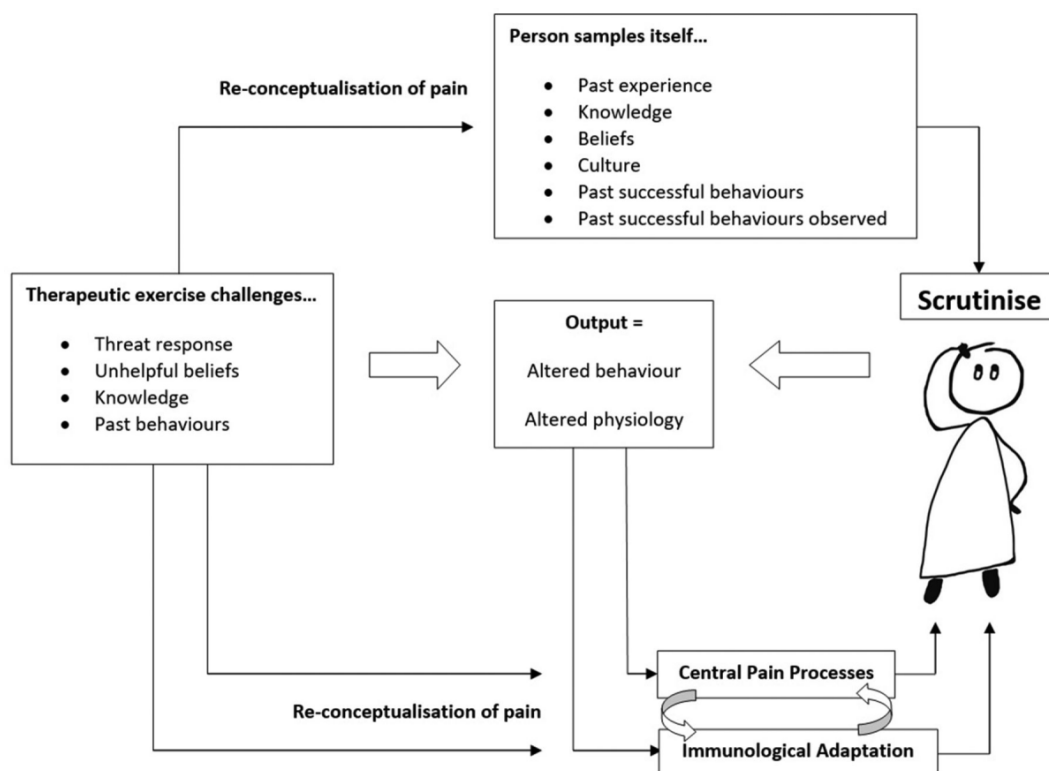 Person samples itself...
Past experience
Knowledge
Beliefs
Culture
Past successful behaviours
Past successful behaviours observed
Re-conceptualisation of pain
Therapeutic exercise challenges...
Threat response
Unhelpful beliefs
Knowledge
Past behaviours
Output =
Altered behaviour
Altered physiology
Scrutinise
Central Pain Processes
Re-conceptualisation of pain
Immunological Adaptation